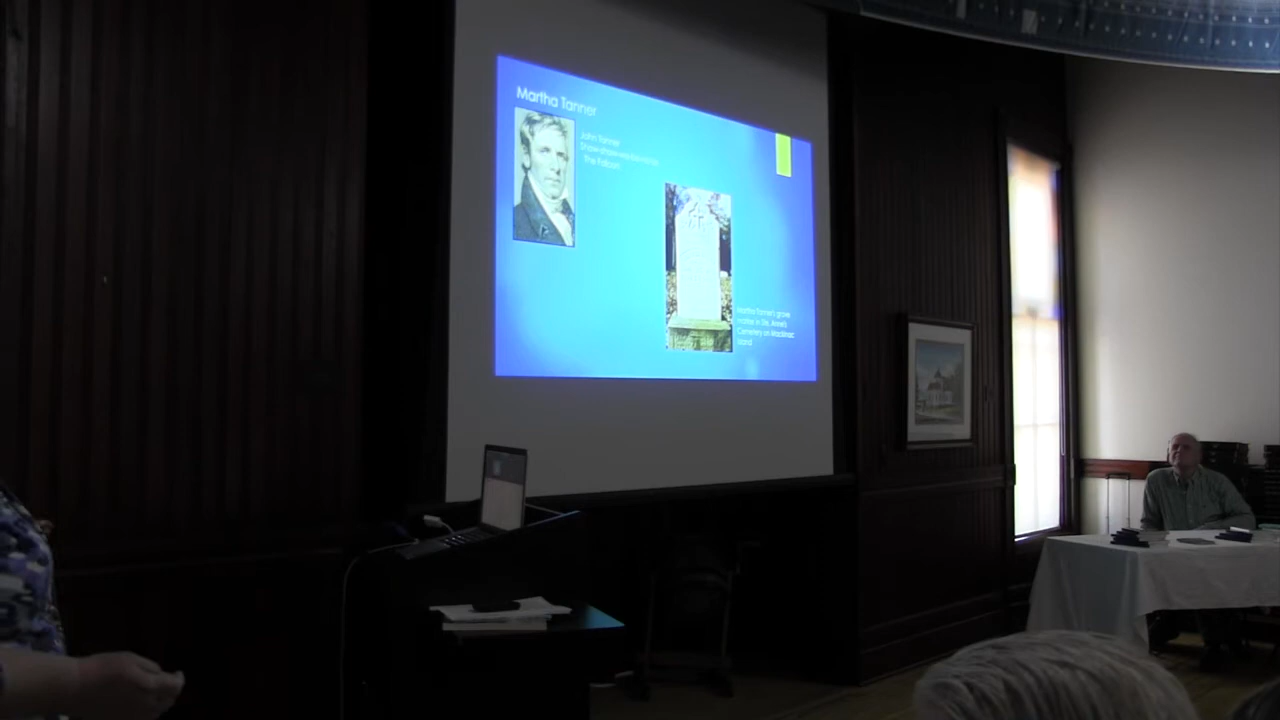 Martha Tanner
John Tanner
The Falcon
Martha Tanner's grave
marker in Ste. Anne's
Cemetery on Mackinac
Island